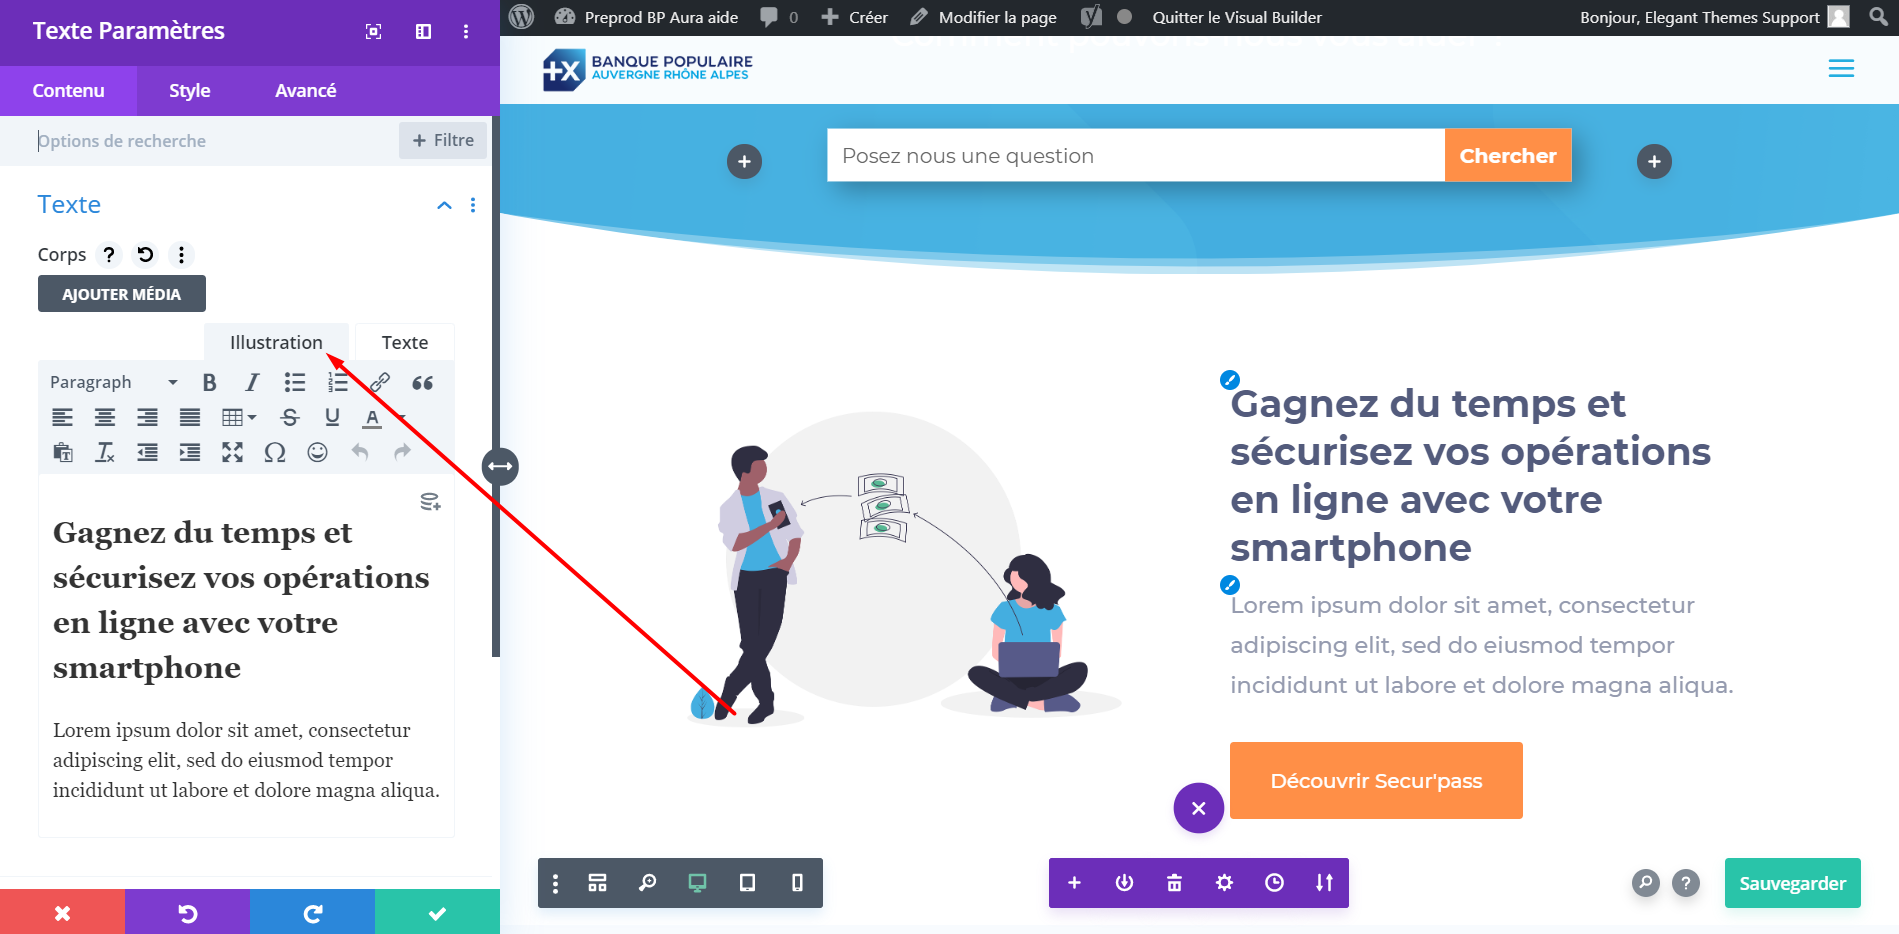 Texte Paramètres
Contenu
Style
Avancé
Options de recherche
+ Filtre
Texte
Corps ?
AJOUTER MÉDIA
Illustration
Texte
Paragraph
Gagnez du temps et
sécurisez vos opérations
en ligne avec votre
smartphone
Lorem ipsum dolor sit amet, consectetur
adipiscing elit, sed do eiusmod tempor
incididunt ut labore et dolore magna aliqua.
Preprod BP Aura aide
0
Créer
Modifier la page
Quitter le Visual Builder
Bonjour, Elegant Themes Support
BANQUE POPULAIRE
AUVERGNE RHÔNE ALPES
Posez nous une question
Chercher
Gagnez du temps et
sécurisez vos opérations
en ligne avec votre
smartphone
Lorem ipsum dolor sit amet, consectetur
adipiscing elit, sed do eiusmod tempor
incididunt ut labore et dolore magna aliqua.
Découvrir Secur'pass
?
Sauvegarder